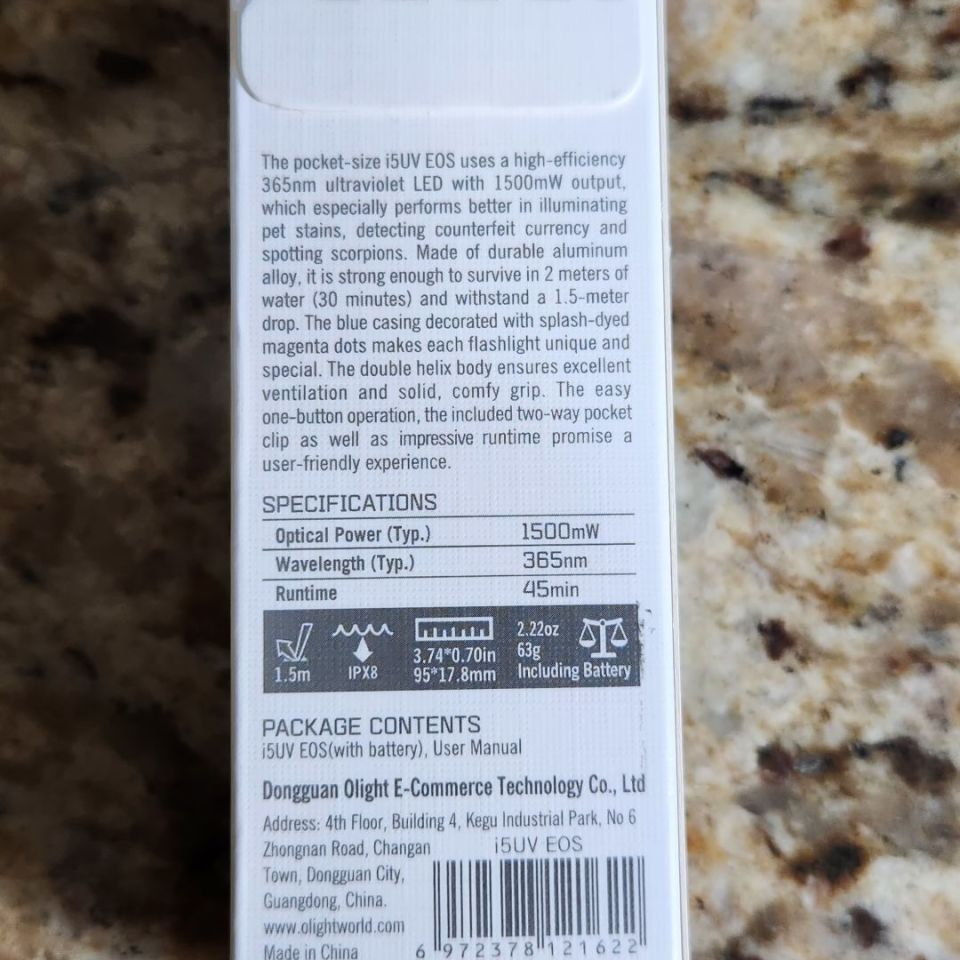 The pocket-size i5UV EOS uses a high-efficiency
365nm ultraviolet LED with 1500mW output,
which especially performs better in illuminating
pet stains, detecting counterfeit currency and
spotting scorpions. Made of durable aluminum
alloy, it is strong enough to survive in 2 meters of
water (30 minutes) and withstand a 1.5-meter
drop. The blue casing decorated with splash-dyed
magenta dots makes each flashlight unique and
special. The double helix body ensures excellent
ventilation and solid, comfy grip. The easy
one-button operation, the included two-way pocket
clip as well as impressive runtime promise a
user-friendly experience.
SPECIFICATIONS
Optical Power (Typ.) 1500mW
Wavelength (Typ.) 365nm
Runtime 45min
1.5m
IPX8
3.74*0.70in
95*17.8mm
2.22oz
63g
Including Battery
PACKAGE CONTENTS
i5UV EOS(with battery), User Manual
Dongguan Olight E-Commerce Technology Co., Ltd
Address: 4th Floor, Building 4, Kegu Industrial Park, No 6
Zhongnan Road, Changan
Town, Dongguan City,
Guangdong, China.
www.olightworld.com
Made in China
i5UV EOS
6 972378 121622